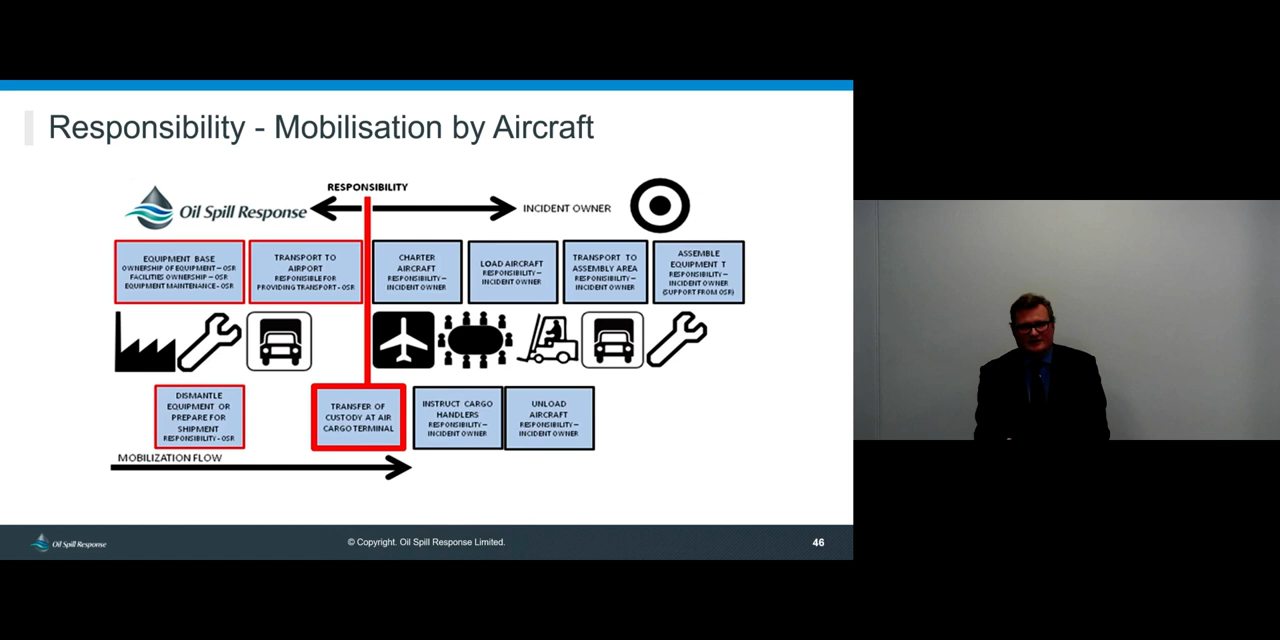 Responsibility - Mobilisation by Aircraft
RESPONSIBILITY
Oil Spill Response
INCIDENT OWNER
EQUIPMENT BASE
OWNERSHIP OF EQUIPMENT – OSR
FACILITIES OWNERSHIP – OSR
EQUIPMENT MAINTENANCE - OSR
TRANSPORT TO
AIRPORT
RESPONSIBLE FOR
PROVIDING TRANSPORT - OSR
CHARTER
AIRCRAFT
RESPONSIBILITY –
INCIDENT OWNER
LOAD AIRCRAFT
RESPONSIBILITY –
INCIDENT OWNER
TRANSPORT TO
ASSEMBLY AREA
RESPONSIBILITY –
INCIDENT OWNER
ASSEMBLE
EQUIPMENT T
RESPONSIBILITY –
INCIDENT OWNER
(SUPPORT FROM OSR)
DISMANTLE
EQUIPMENT OR
PREPARE FOR
SHIPMENT
RESPONSIBILITY - OSR
TRANSFER OF
CUSTODY AT AIR
CARGO TERMINAL
INSTRUCT CARGO
HANDLERS
RESPONSIBILITY –
INCIDENT OWNER
UNLOAD
AIRCRAFT
RESPONSIBILITY –
INCIDENT OWNER
MOBILIZATION FLOW
Oil Spill Response
© Copyright. Oil Spill Response Limited.
46